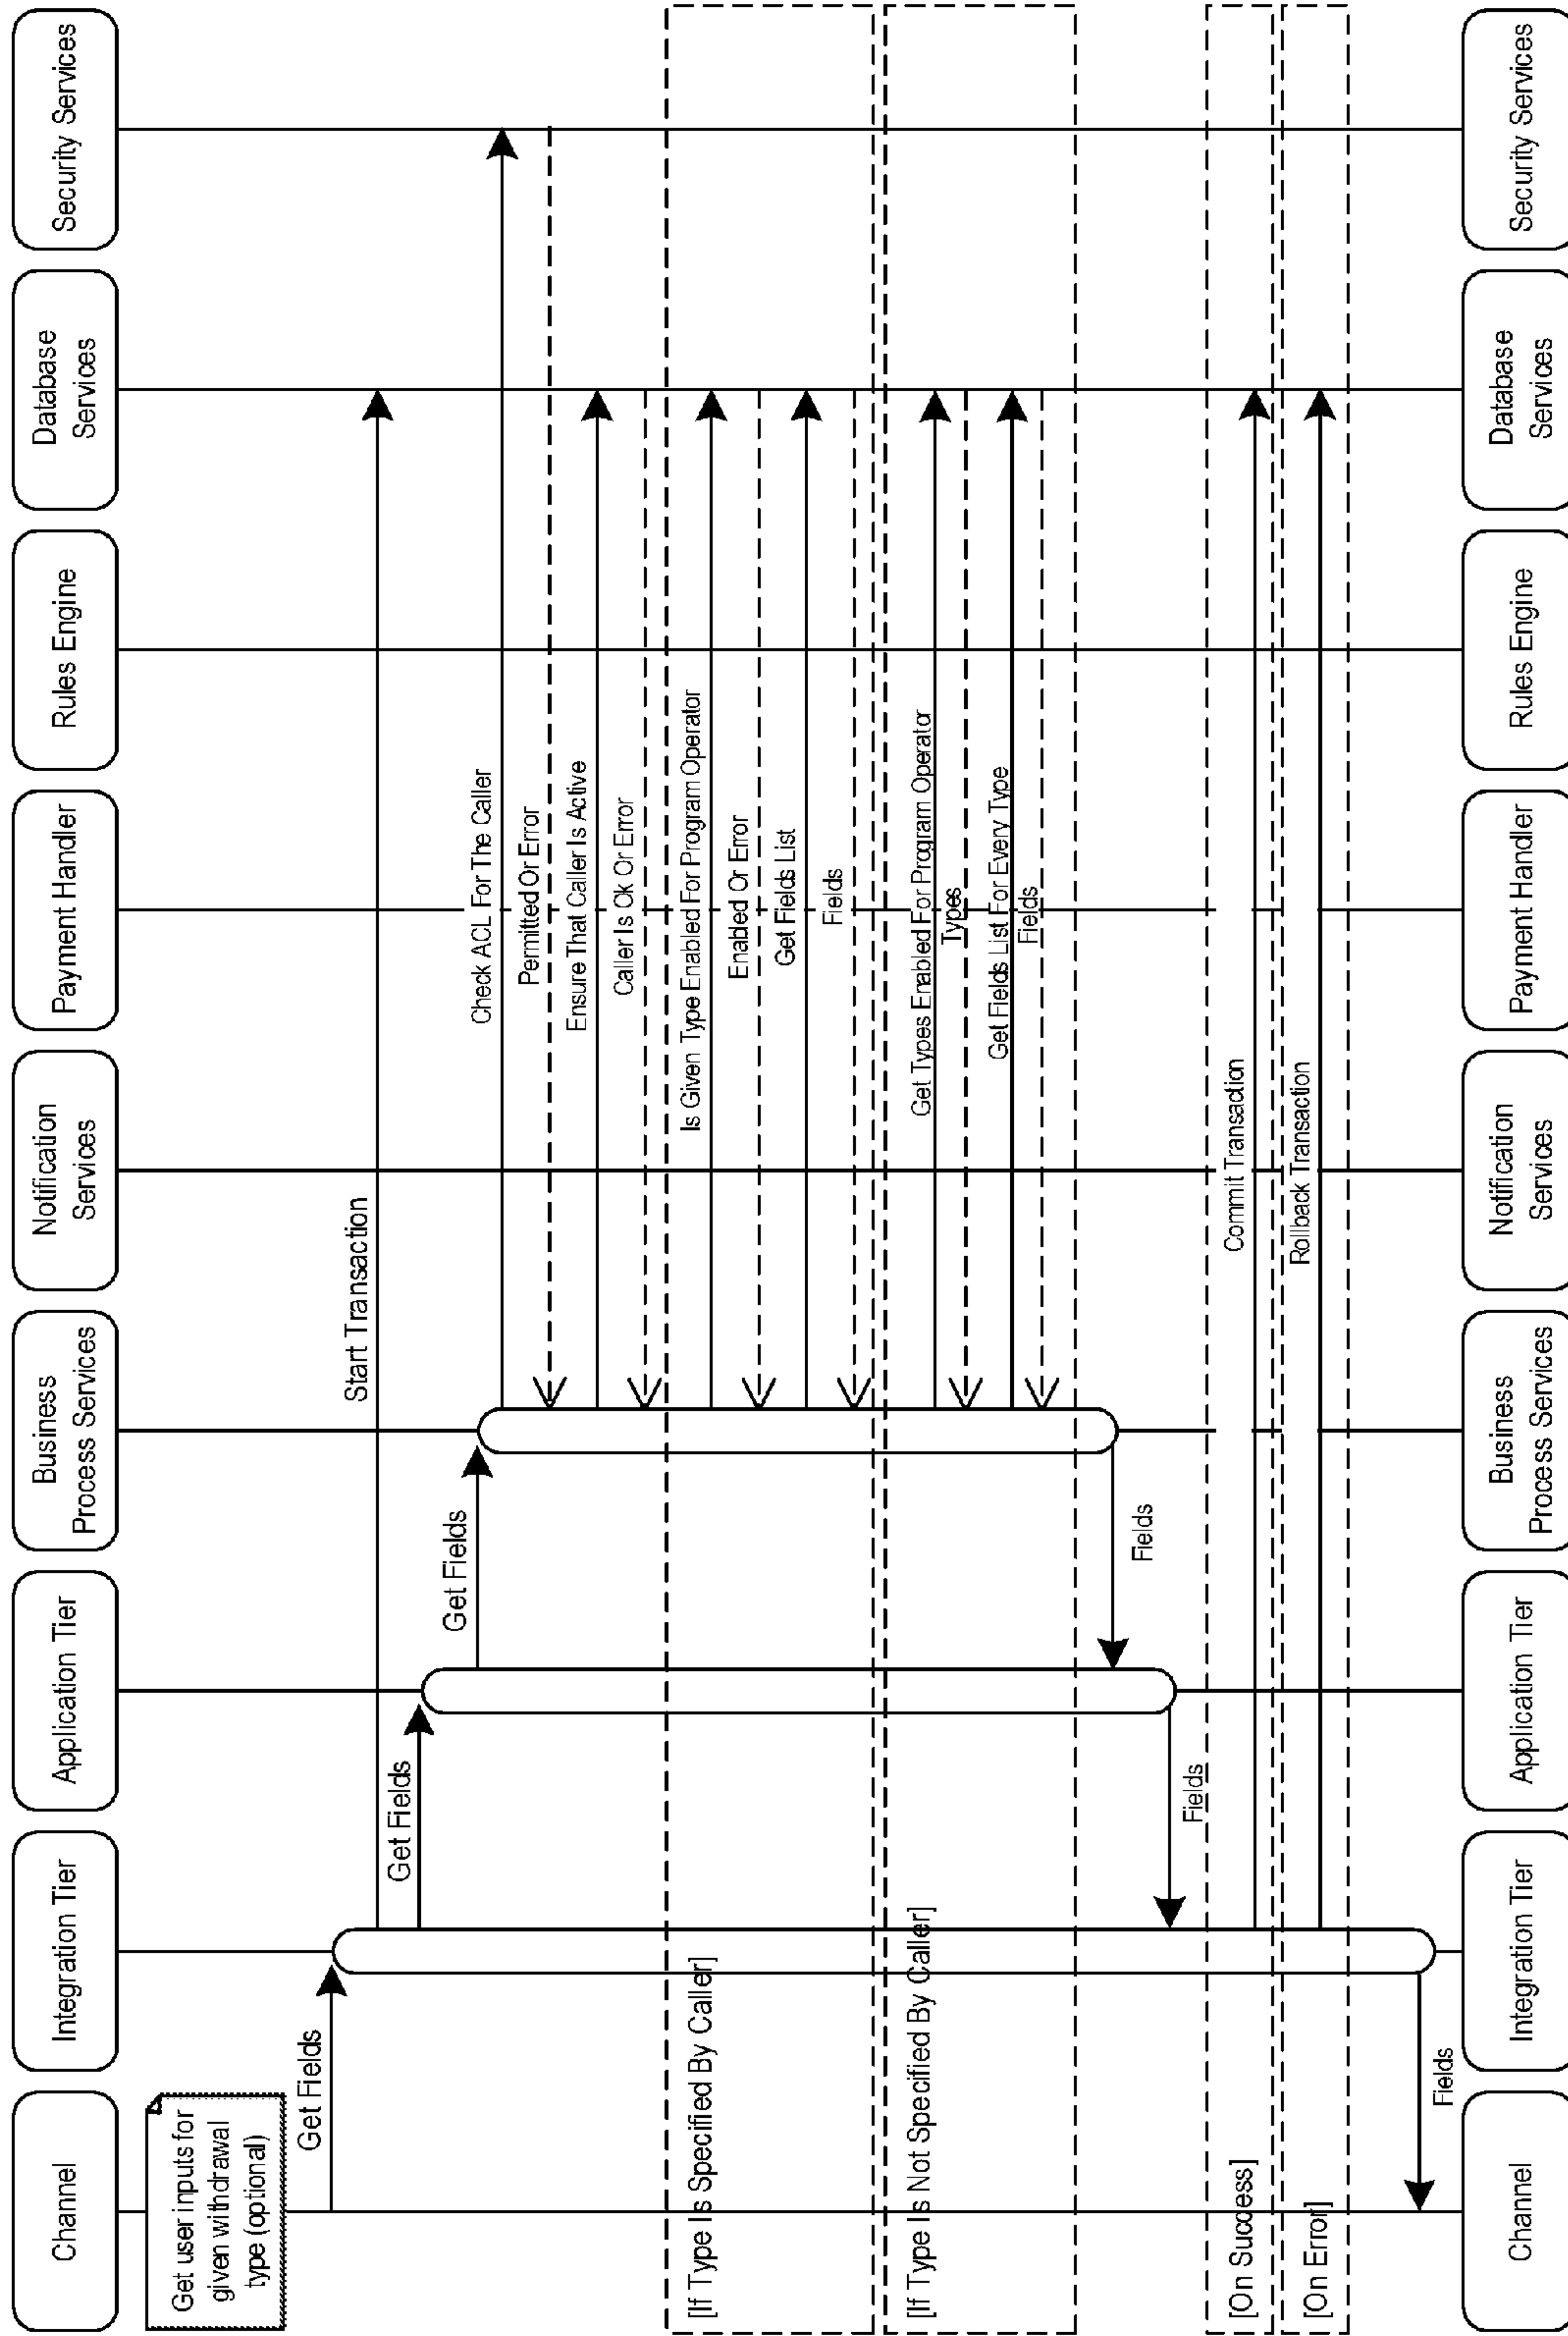 Channel
Integration Tier
Application Tier
Business
Process Services
Notification
Services
Payment Handler
Rules Engine
Database
Services
Security Services
Get user inputs for
given withdrawal
type (optional)
Get Fields
Start Transaction
Get Fields
Get Fields
Check ACL For The Caller
Permitted Or Error
Ensure That Caller Is Active
Caller Is Ok Or Error
[If Type Is Specified By Caller]
Is Given Type Enabled For Program Operator
Enabled Or Error
Get Fields List
Fields
[If Type Is Not Specified By Caller]
Get Types Enabled For Program Operator
Types
Get Fields List For Every Type
Fields
Fields
Fields
[On Success]
Commit Transaction
[On Error]
Rollback Transaction
Fields
Channel
Integration Tier
Application Tier
Business
Process Services
Notification
Services
Payment Handler
Rules Engine
Database
Services
Security Services